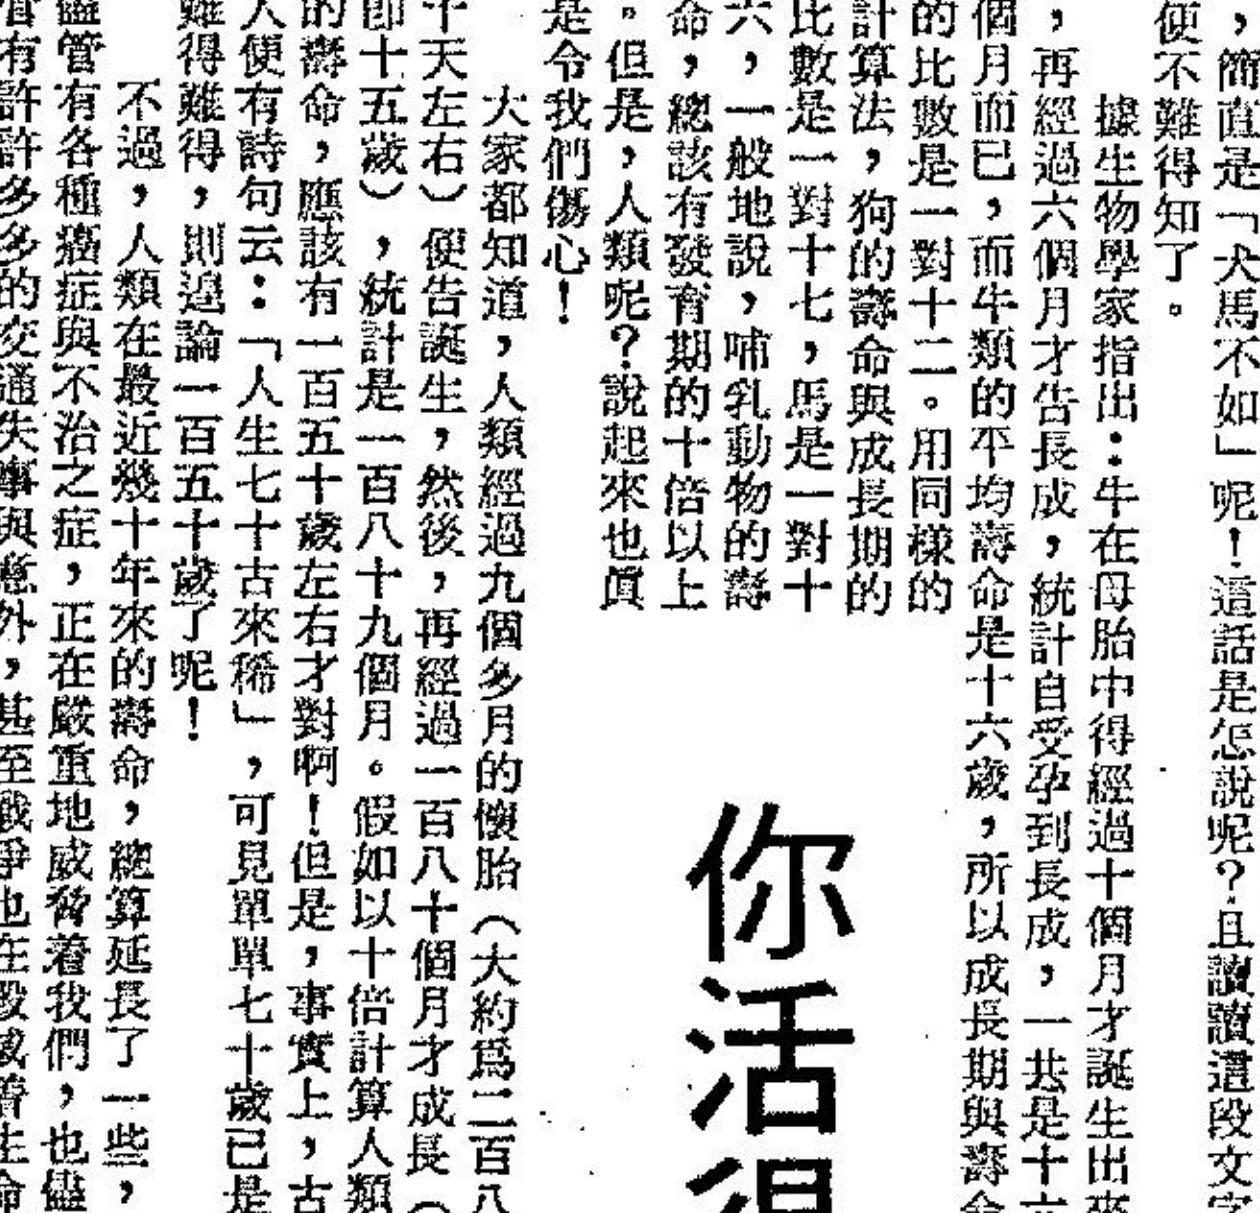 ，簡直是「犬馬不如」呢！這話是怎說呢？且讀讀這段文字
便不難得知了。
據生物學家指出：牛在母胎中得經過十個月才誕生出來
，再經過六個月才告長成，統計自受孕到長成，一共是十六
個月而已，而牛類的平均壽命是十六歲，所以成長期與壽命
的比數是一對十二。用同樣的
計算法，狗的壽命與成長期的
比數是一對十七，馬是一對十
六，一般地說，哺乳動物的壽
命，總該有發育期的十倍以上
。但是，人類呢？說起來也眞
是令我們傷心！
你活得
大家都知道，人類經過九個多月的懷胎（大約爲二百八
十天左右）便告誕生，然後，再經過一百八十個月才成長（
卽十五歲），統計是一百八十九個月。假如以十倍計算人類
的壽命，應該有一百五十歲左右才對啊！但是，事實上，古
人便有詩句云：「人生七十古來稀」，可見單單七十歲已是
難得難得，則遑論一百五十歲了呢！
不過，人類在最近幾十年來的壽命，總算延長了一些，
儘管有各種癌症與不治之症，正在嚴重地威脅着我們，也儘
管有許許多多的交通失事與意外，甚至戰爭也在毀滅着生命